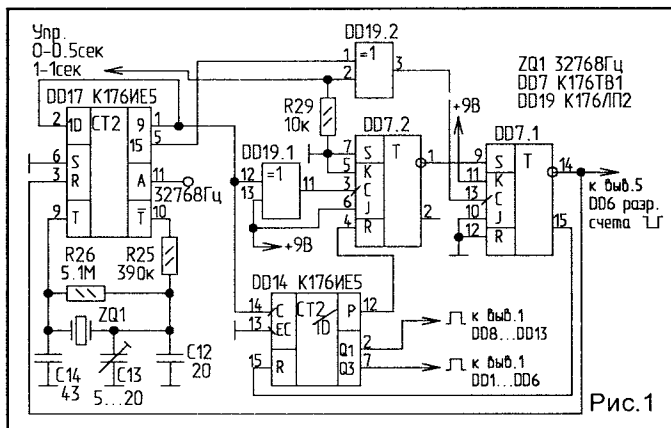 Упр.
0-0.5сек
1-1сек
DD17 К176ИЕ5
2
1D
СТ2
9
1
15
5
6
S
3
R
A
11
32768Гц
9
T
T
10
R26
5.1М
R25
390к
ZQ1
C14
43
C13
5...20
C12
20
DD19.2
1
=1
2
3
R29
10к
DD19.1
12
=1
13
11
+9В
DD7.2
7
S
T
5
K
3
C
6
J
4
R
1
2
DD14 К176ИЕ5
14
C
СТ2
1D
P
12
13
EC
Q1
2
15
R
Q3
7
к выв.1
DD8...DD13
к выв.1
DD1...DD6
+9В
DD7.1
9
S
T
14
11
K
13
C
10
J
15
12
R
к выв.5
DD6 разр.
счета
ZQ1 32768Гц
DD7 К176ТВ1
DD19 К176ЛП2
Рис.1